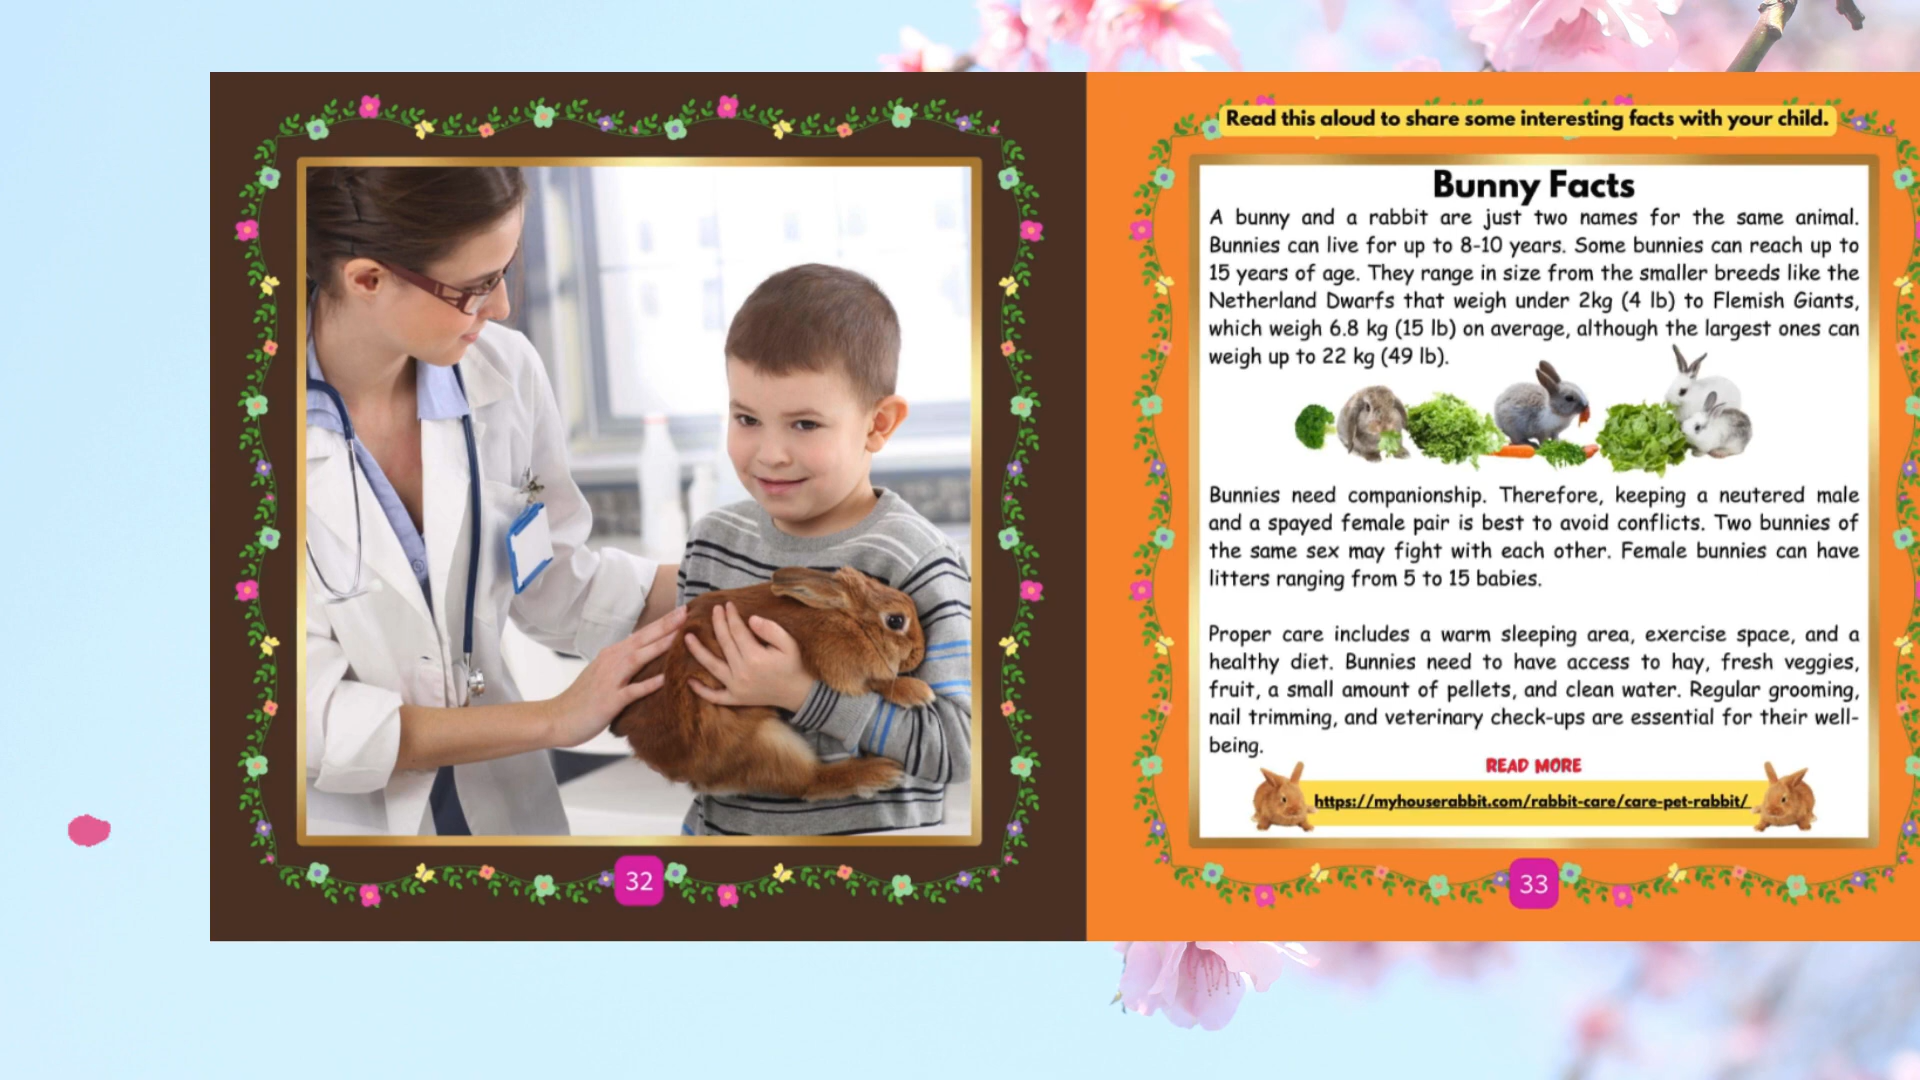 32
Read this aloud to share some interesting facts with your child.
Bunny Facts
A bunny and a rabbit are just two names for the same animal.
Bunnies can live for up to 8-10 years. Some bunnies can reach up to
15 years of age. They range in size from the smaller breeds like the
Netherland Dwarfs that weigh under 2kg (4 lb) to Flemish Giants,
which weigh 6.8 kg (15 lb) on average, although the largest ones can
weigh up to 22 kg (49 lb).
Bunnies need companionship. Therefore, keeping a neutered male
and a spayed female pair is best to avoid conflicts. Two bunnies of
the same sex may fight with each other. Female bunnies can have
litters ranging from 5 to 15 babies.
Proper care includes a warm sleeping area, exercise space, and a
healthy diet. Bunnies need to have access to hay, fresh veggies,
fruit, a small amount of pellets, and clean water. Regular grooming,
nail trimming, and veterinary check-ups are essential for their well-
being.
READ MORE
https://myhouserabbit.com/rabbit-care/care-pet-rabbit/
33